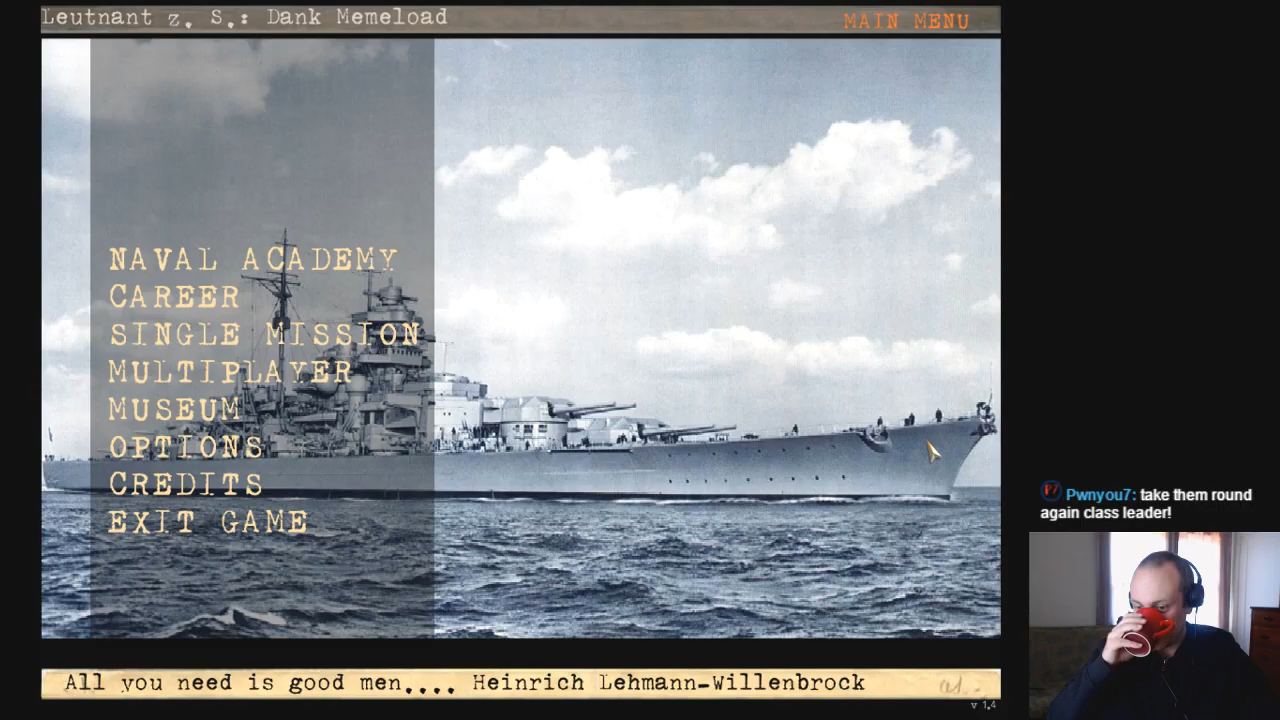 Leutnant z. S.: Dank Memeload
MAIN MENU
NAVAL ACADEMY
CAREER
SINGLE MISSION
MULTIPLAYER
MUSEUM
OPTIONS
CREDITS
EXIT GAME
Pwnyou7: take them round
again class leader!
All you need is good men.... Heinrich Lehmann-Willenbrock
v 1.4